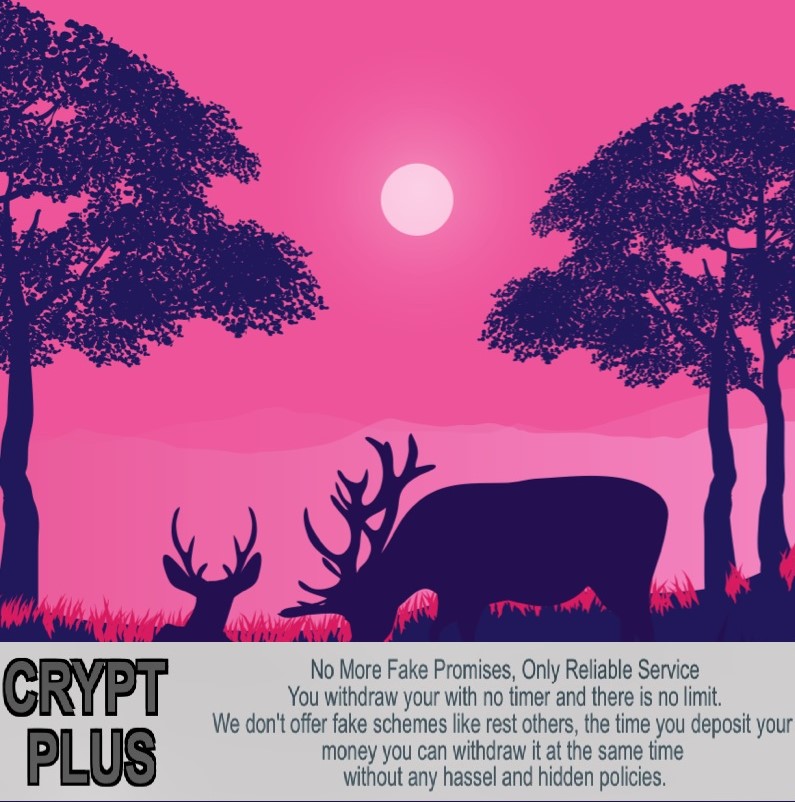 CRYPT
PLUS
No More Fake Promises, Only Reliable Service
You withdraw your with no timer and there is no limit.
We don't offer fake schemes like rest others, the time you deposit your
money you can withdraw it at the same time
without any hassel and hidden policies.